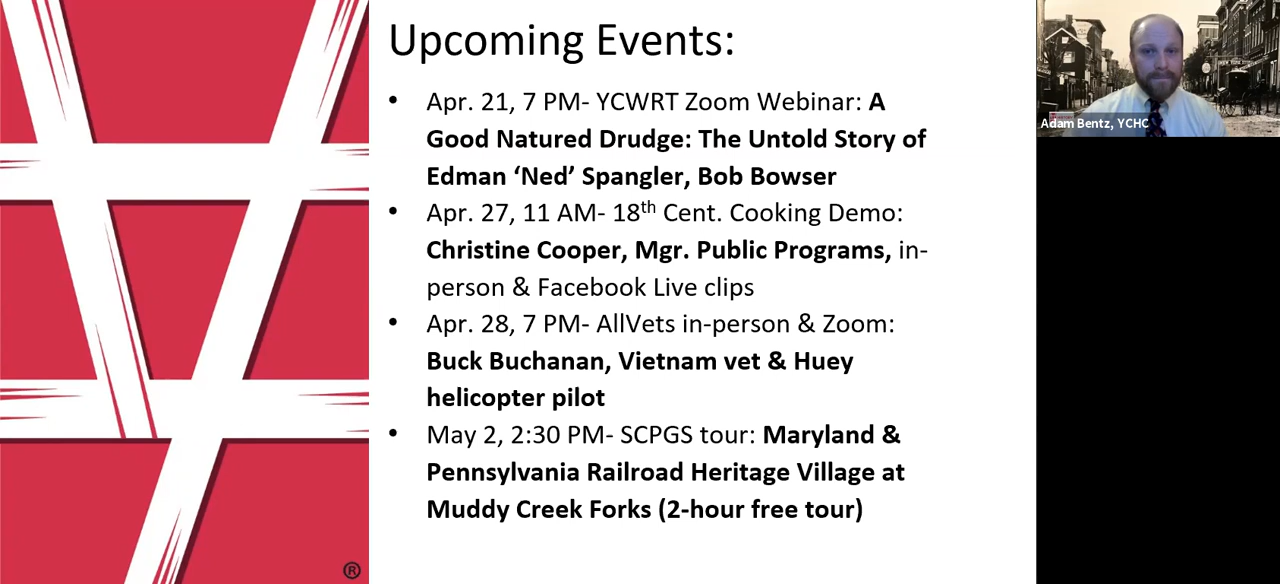 Upcoming Events:
• Apr. 21, 7 PM- YCWRT Zoom Webinar: A
Good Natured Drudge: The Untold Story of
Edman ‘Ned’ Spangler, Bob Bowser
• Apr. 27, 11 AM- 18th Cent. Cooking Demo:
Christine Cooper, Mgr. Public Programs, in-
person & Facebook Live clips
• Apr. 28, 7 PM- AllVets in-person & Zoom:
Buck Buchanan, Vietnam vet & Huey
helicopter pilot
• May 2, 2:30 PM- SCPGS tour: Maryland &
Pennsylvania Railroad Heritage Village at
Muddy Creek Forks (2-hour free tour)
®
Adam Bentz, YCHC